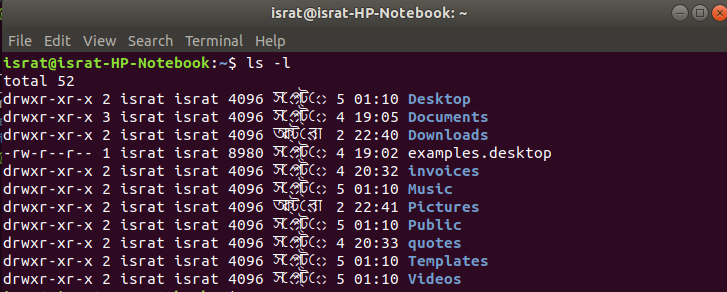 israt@israt-HP-Notebook: ~
File Edit View Search Terminal Help
israt@israt-HP-Notebook:~$ ls -l
total 52
drwxr-xr-x 2 israt israt 4096 সেপ্টে 5 01:10 Desktop
drwxr-xr-x 3 israt israt 4096 সেপ্টে 4 19:05 Documents
drwxr-xr-x 2 israt israt 4096 অক্টো 2 22:40 Downloads
-rw-r--r-- 1 israt israt 8980 সেপ্টে 4 19:02 examples.desktop
drwxr-xr-x 2 israt israt 4096 সেপ্টে 4 20:32 invoices
drwxr-xr-x 2 israt israt 4096 সেপ্টে 5 01:10 Music
drwxr-xr-x 2 israt israt 4096 অক্টো 2 22:41 Pictures
drwxr-xr-x 2 israt israt 4096 সেপ্টে 5 01:10 Public
drwxr-xr-x 2 israt israt 4096 সেপ্টে 4 20:33 quotes
drwxr-xr-x 2 israt israt 4096 সেপ্টে 5 01:10 Templates
drwxr-xr-x 2 israt israt 4096 সেপ্টে 5 01:10 Videos